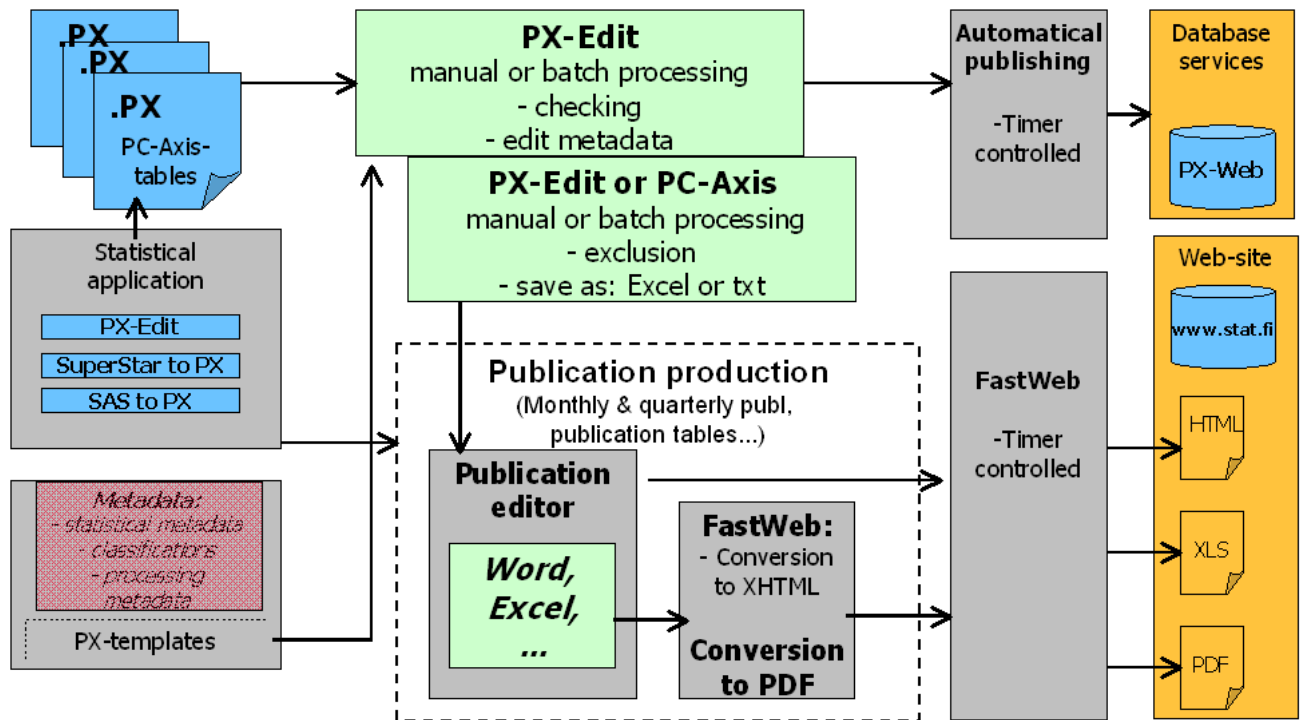 .PX
.PX
.PX
PC-Axis-
tables
PX-Edit
manual or batch processing
- checking
- edit metadata
PX-Edit or PC-Axis
manual or batch processing
- exclusion
- save as: Excel or txt
Automatical
publishing
-Timer
controlled
Database
services
PX-Web
Statistical
application
PX-Edit
SuperStar to PX
SAS to PX
Metadata:
- statistical metadata
- classifications
- processing
metadata
PX-templates
Publication production
(Monthly & quarterly publ,
publication tables...)
Publication
editor
Word,
Excel,
...
FastWeb:
- Conversion
to XHTML
Conversion
to PDF
FastWeb
-Timer
controlled
Web-site
www.stat.fi
HTML
XLS
PDF